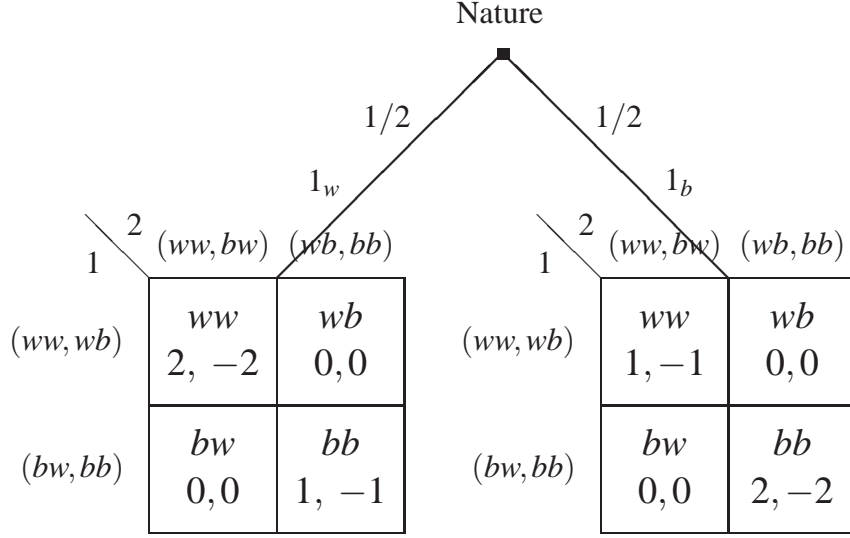 Nature
1/2 1/2
1w 1b
2 (ww,bw) (wb,bb) 2 (ww,bw) (wb,bb)
1 1
(ww,wb) ww wb (ww,wb) ww wb
2, −2 0,0 1,−1 0,0
(bw,bb) bw bb (bw,bb) bw bb
0,0 1, −1 0,0 2,−2